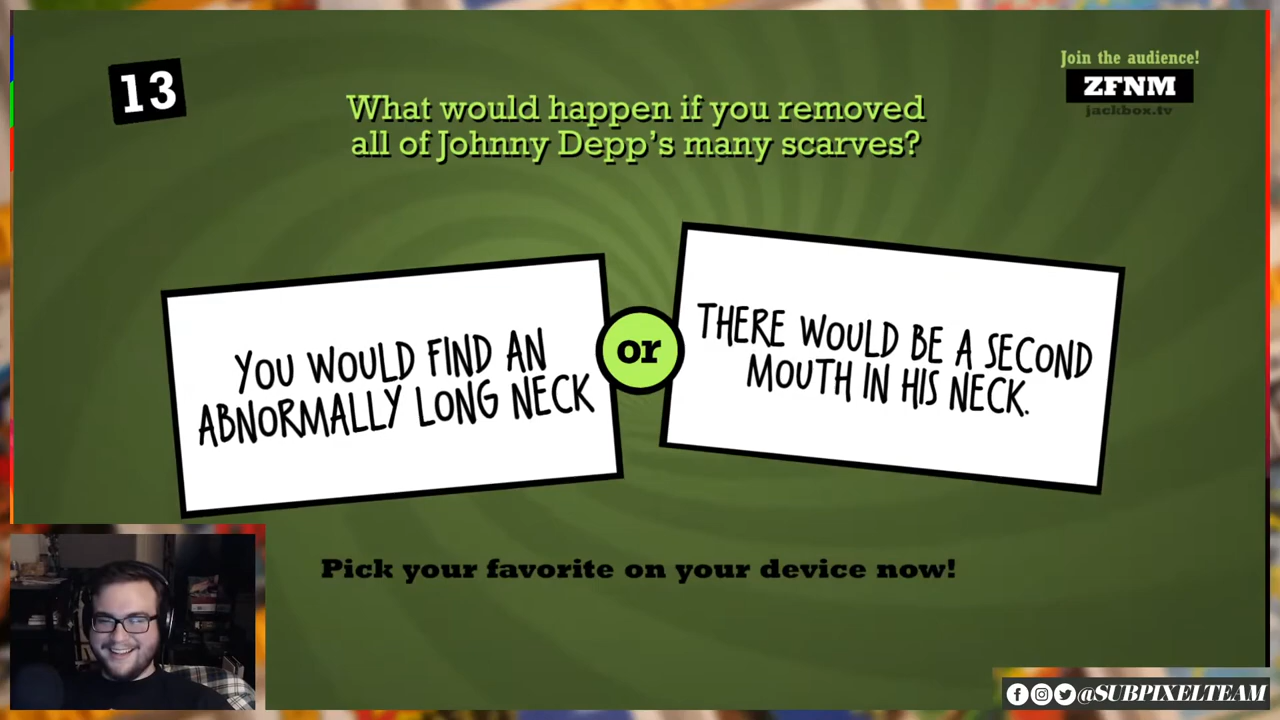 13
Join the audience!
ZFNM
jackbox.tv
What would happen if you removed
all of Johnny Depp's many scarves?
YOU WOULD FIND AN
ABNORMALLY LONG NECK
or
THERE WOULD BE A SECOND
MOUTH IN HIS NECK.
Pick your favorite on your device now!
@SUBPIXELTEAM